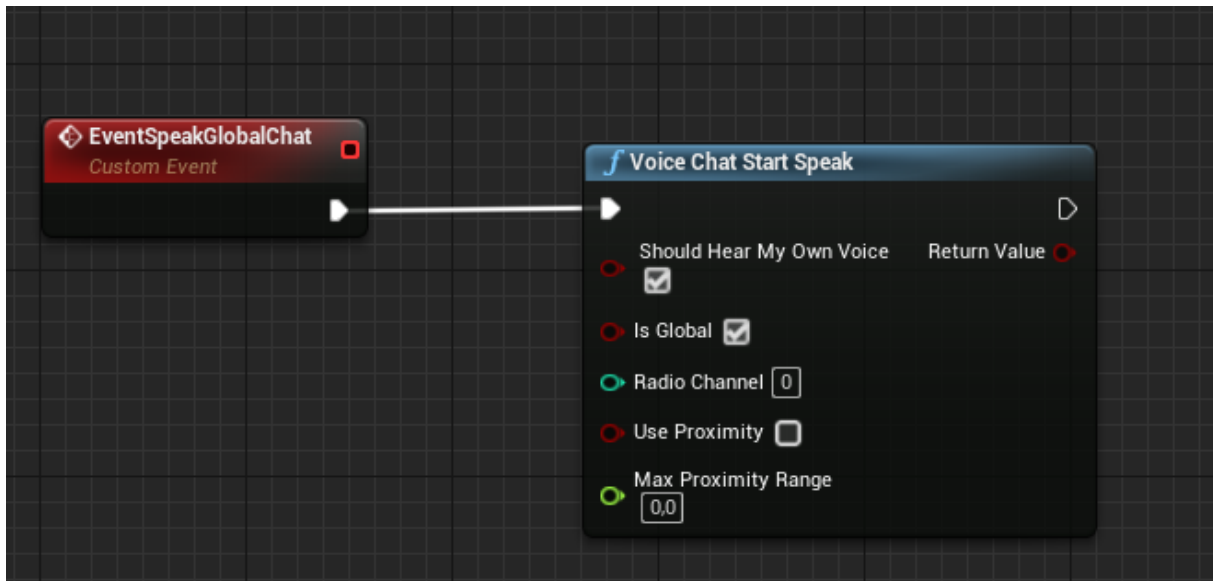 EventSpeakGlobalChat
Custom Event
f Voice Chat Start Speak
Should Hear My Own Voice
Return Value
Is Global
Radio Channel 0
Use Proximity
Max Proximity Range
0,0